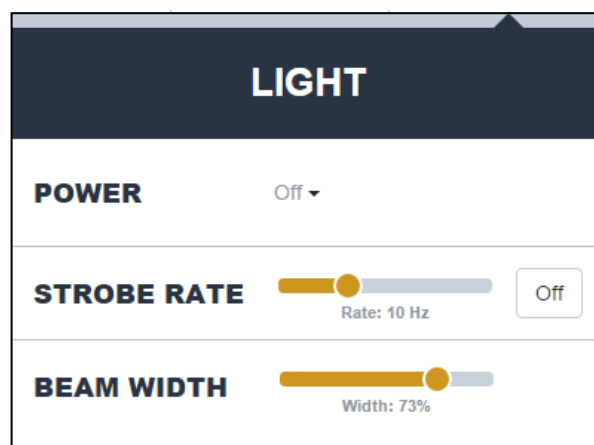 LIGHT
POWER Off
STROBE RATE Off
Rate: 10 Hz
BEAM WIDTH
Width: 73%